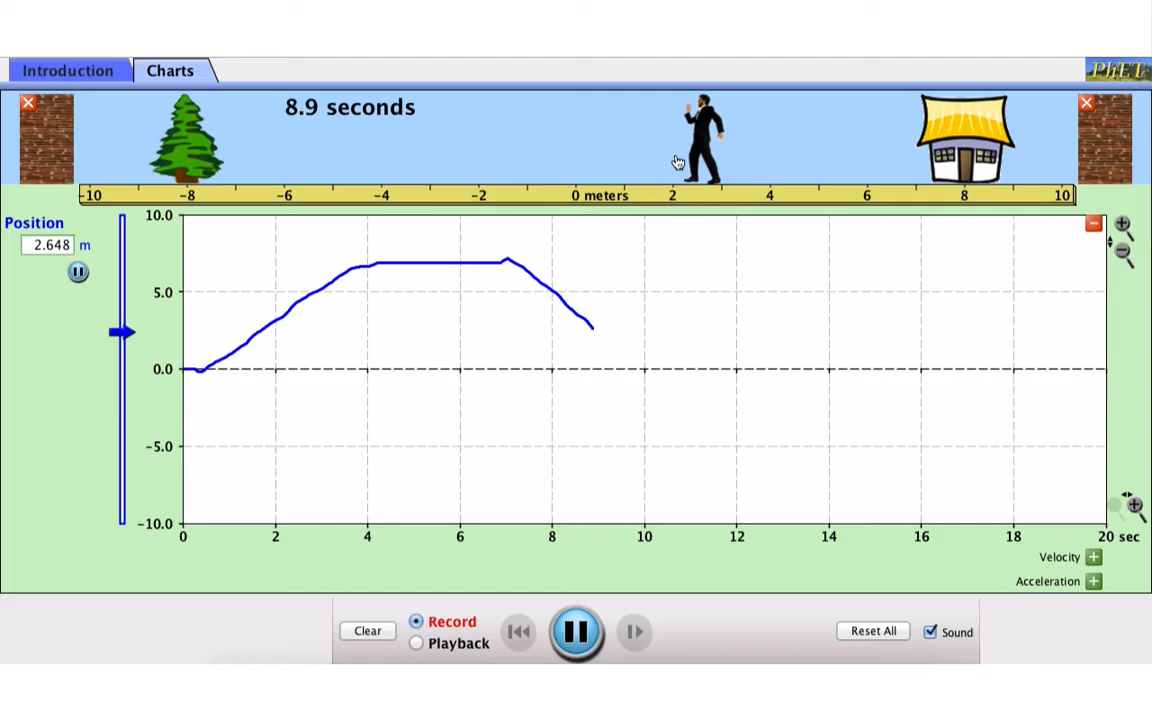 Introduction
Charts
PhET
8.9 seconds
-10 -8 -6 -4 -2 0 meters 2 4 6 8 10
Position
2.648 m
10.0
5.0
0.0
-5.0
-10.0
0 2 4 6 8 10 12 14 16 18 20 sec
Velocity
Acceleration
Clear
Record
Playback
Reset All
Sound